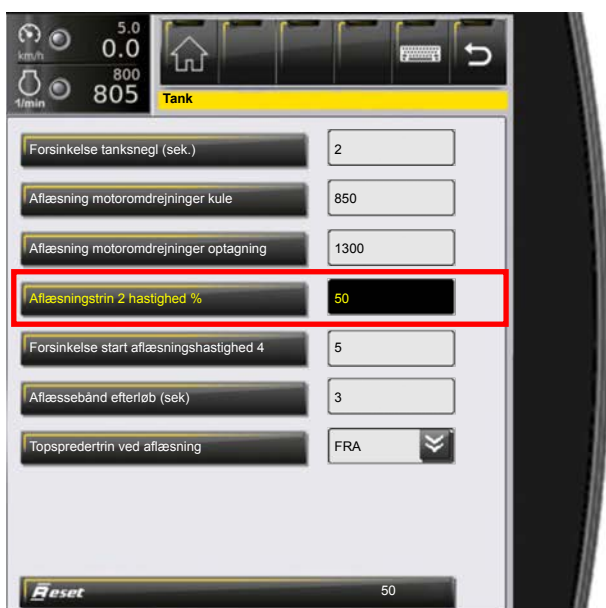 5.0
km/h 0.0
800
1/min 805
Tank
Forsinkelse tanksnegl (sek.) 2
Aflæsning motoromdrejninger kule 850
Aflæsning motoromdrejninger optagning 1300
Aflæsningstrin 2 hastighed % 50
Forsinkelse start aflæsningshastighed 4 5
Aflæssebånd efterløb (sek) 3
Topspredertrin ved aflæsning FRA
Reset 50